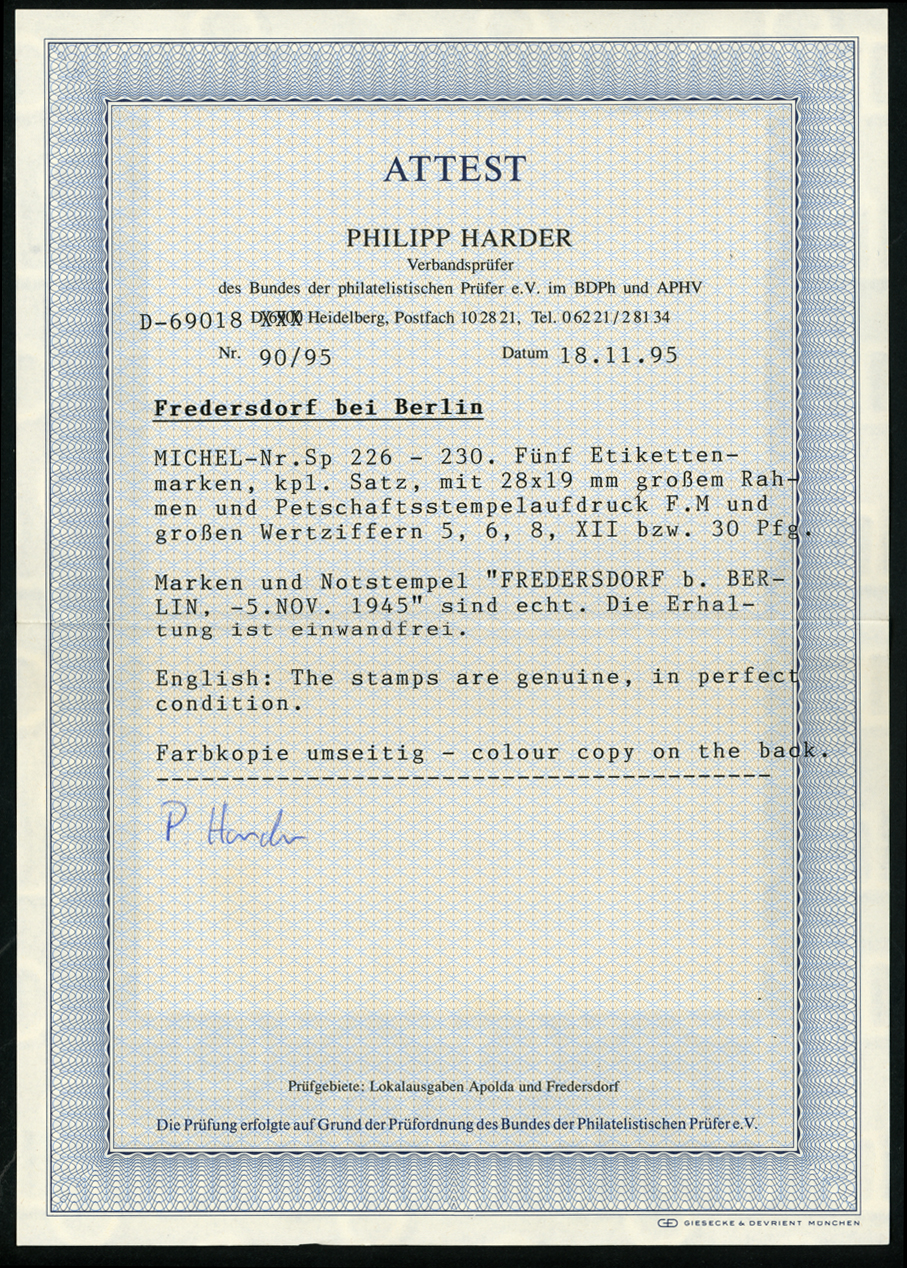 ATTEST
PHILIPP HARDER
Verbandsprüfer
des Bundes der philatelistischen Prüfer e.V. im BDPh und APHV
D-69018 D-6900 Heidelberg, Postfach 10 28 21, Tel. 0 62 21 / 2 81 34
Nr. 90/95 Datum 18.11.95
Fredersdorf bei Berlin
MICHEL-Nr.Sp 226 - 230. Fünf Etiketten-
marken, kpl. Satz, mit 28x19 mm großem Rah-
men und Petschaftsstempelaufdruck F.M und
großen Wertziffern 5, 6, 8, XII bzw. 30 Pfg.
Marken und Notstempel "FREDERSDORF b. BER-
LIN, -5.NOV. 1945" sind echt. Die Erhal-
tung ist einwandfrei.
English: The stamps are genuine, in perfect
condition.
Farbkopie umseitig - colour copy on the back.
P. Harder
Prüfgebiete: Lokalausgaben Apolda und Fredersdorf
Die Prüfung erfolgte auf Grund der Prüfordnung des Bundes der Philatelistischen Prüfer e.V.
GD GIESECKE & DEVRIENT MÜNCHEN